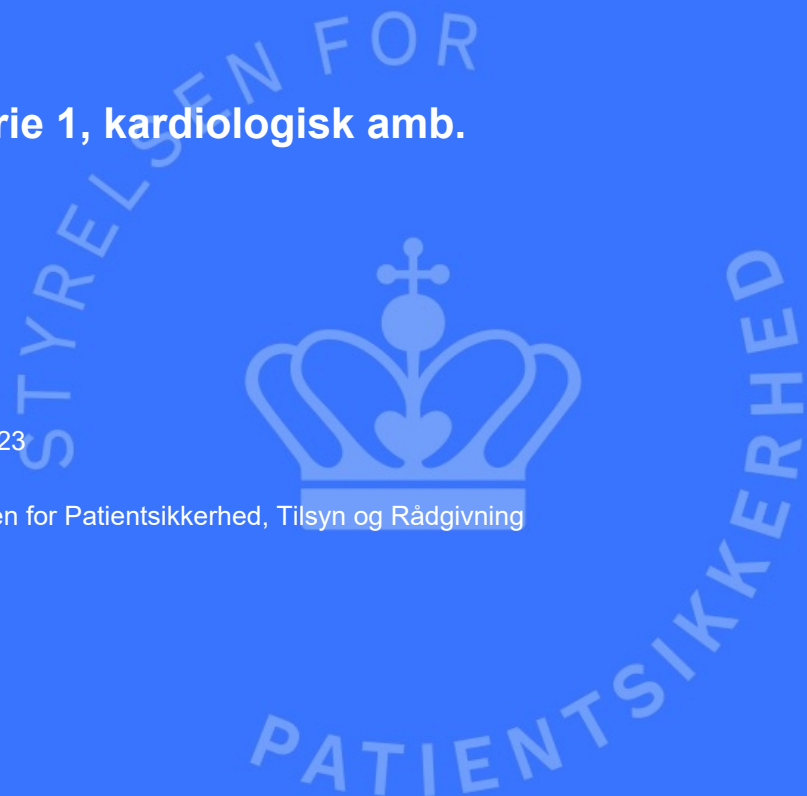 STYRELSEN FOR
rie 1, kardiologisk amb.
23
en for Patientsikkerhed, Tilsyn og Rådgivning
PATIENTSIKKERHED